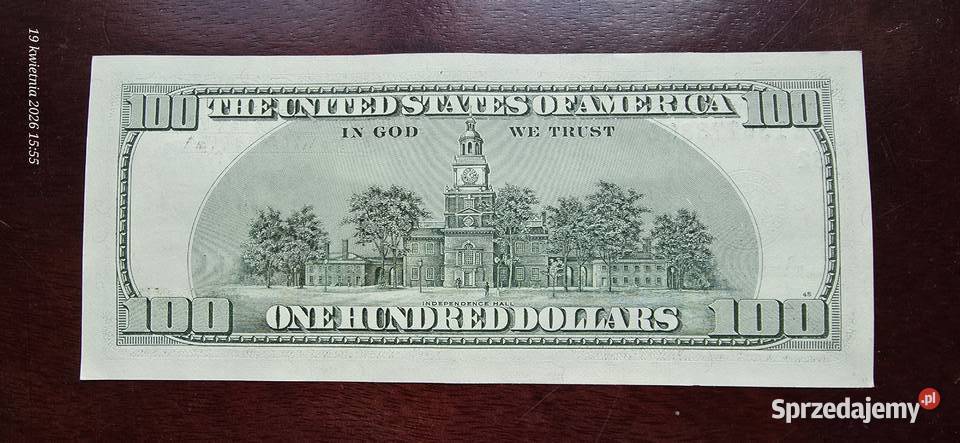 19 kwietnia 2026 15:55
100 THE UNITED STATES OF AMERICA 100
IN GOD WE TRUST
INDEPENDENCE HALL
100 ONE HUNDRED DOLLARS 100
Sprzedajemy.pl